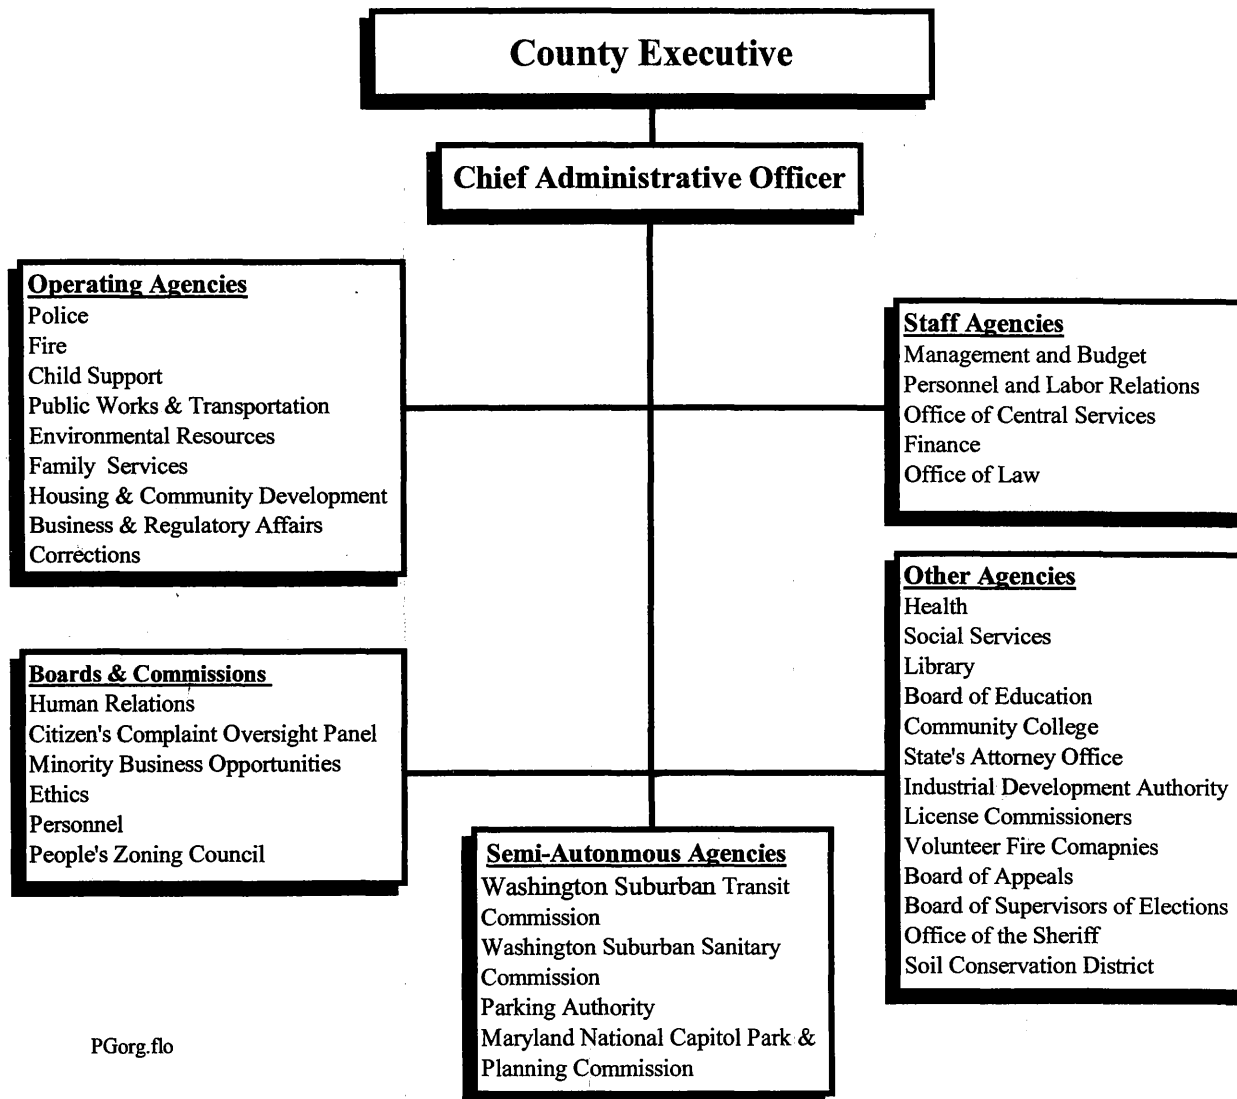 County Executive
Chief Administrative Officer
Operating Agencies
Police
Fire
Child Support
Public Works & Transportation
Environmental Resources
Family Services
Housing & Community Development
Business & Regulatory Affairs
Corrections
Staff Agencies
Management and Budget
Personnel and Labor Relations
Office of Central Services
Finance
Office of Law
Boards & Commissions
Human Relations
Citizen's Complaint Oversight Panel
Minority Business Opportunities
Ethics
Personnel
People's Zoning Council
Other Agencies
Health
Social Services
Library
Board of Education
Community College
State's Attorney Office
Industrial Development Authority
License Commissioners
Volunteer Fire Comapnies
Board of Appeals
Board of Supervisors of Elections
Office of the Sheriff
Soil Conservation District
Semi-Autonmous Agencies
Washington Suburban Transit
Commission
Washington Suburban Sanitary
Commission
Parking Authority
Maryland National Capitol Park &
Planning Commission
PGorg.flo